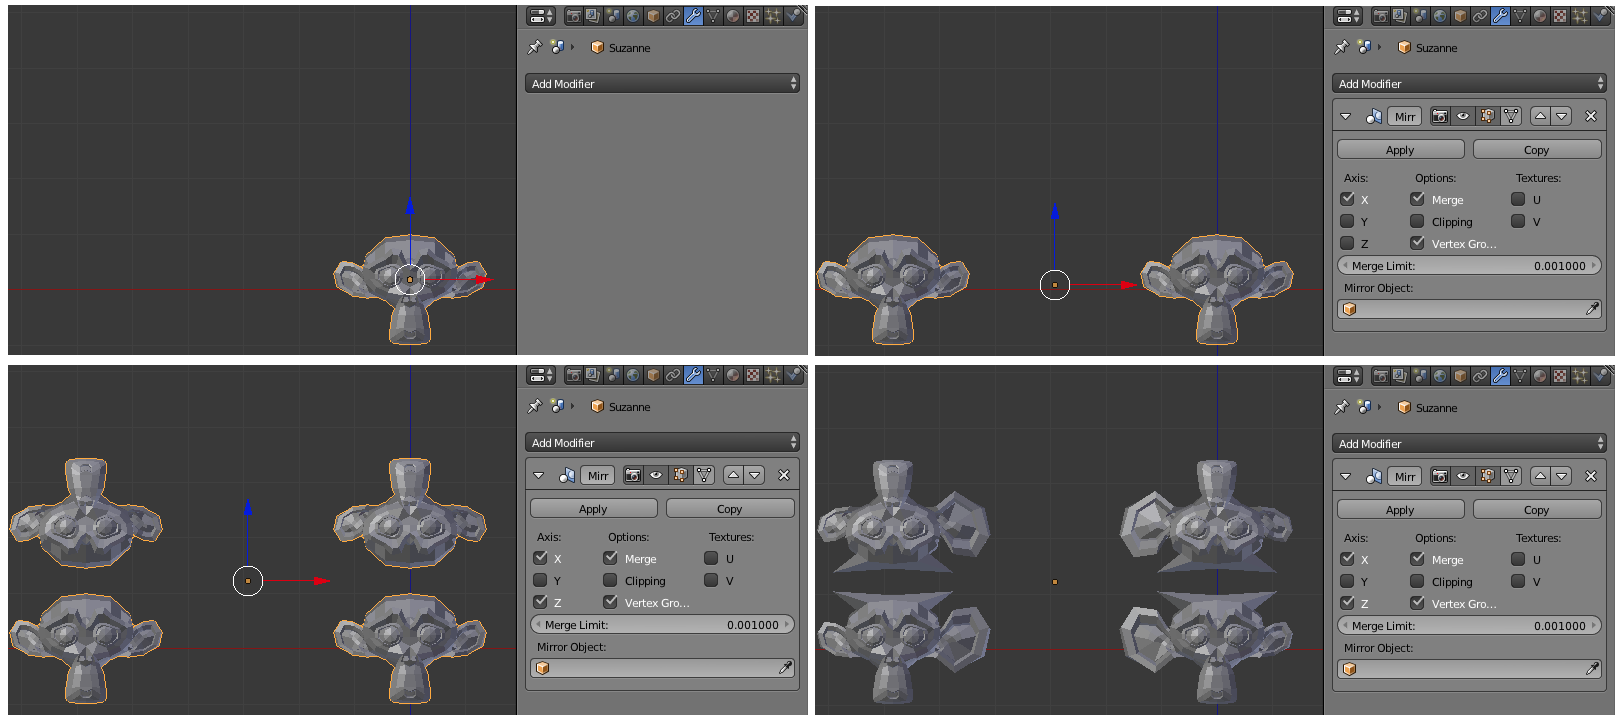 Suzanne
Add Modifier
Suzanne
Add Modifier
Mirr
Apply Copy
Axis: Options: Textures:
X Merge U
Y Clipping V
Z Vertex Gro...
Merge Limit: 0.001000
Mirror Object:
Suzanne
Add Modifier
Mirr
Apply Copy
Axis: Options: Textures:
X Merge U
Y Clipping V
Z Vertex Gro...
Merge Limit: 0.001000
Mirror Object:
Suzanne
Add Modifier
Mirr
Apply Copy
Axis: Options: Textures:
X Merge U
Y Clipping V
Z Vertex Gro...
Merge Limit: 0.001000
Mirror Object: